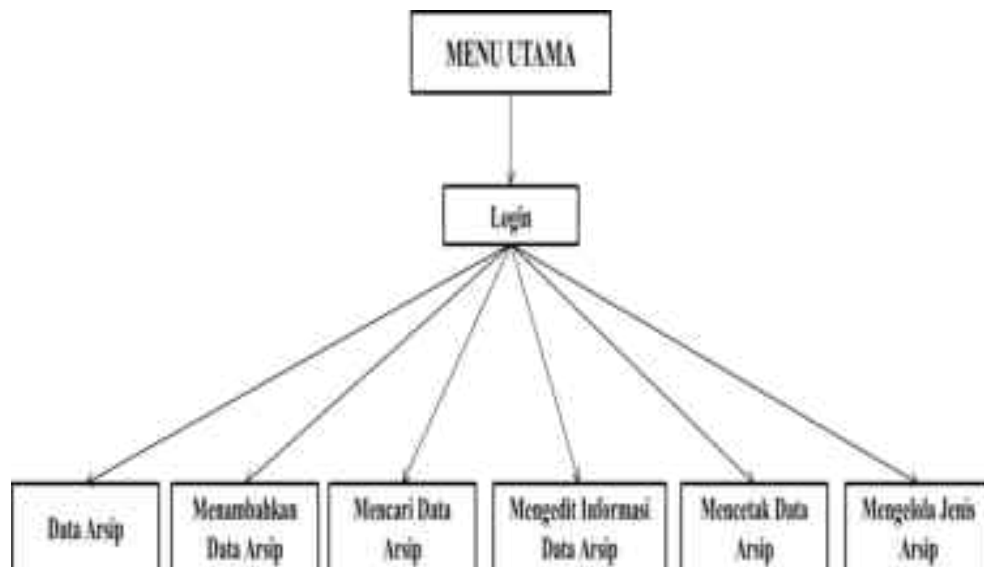 MENU UTAMA
Login
Data Arsip
Menambahkan
Data Arsip
Mencari Data
Arsip
Mengedit Informasi
Data Arsip
Mencetak Data
Arsip
Mengelola Jenis
Arsip